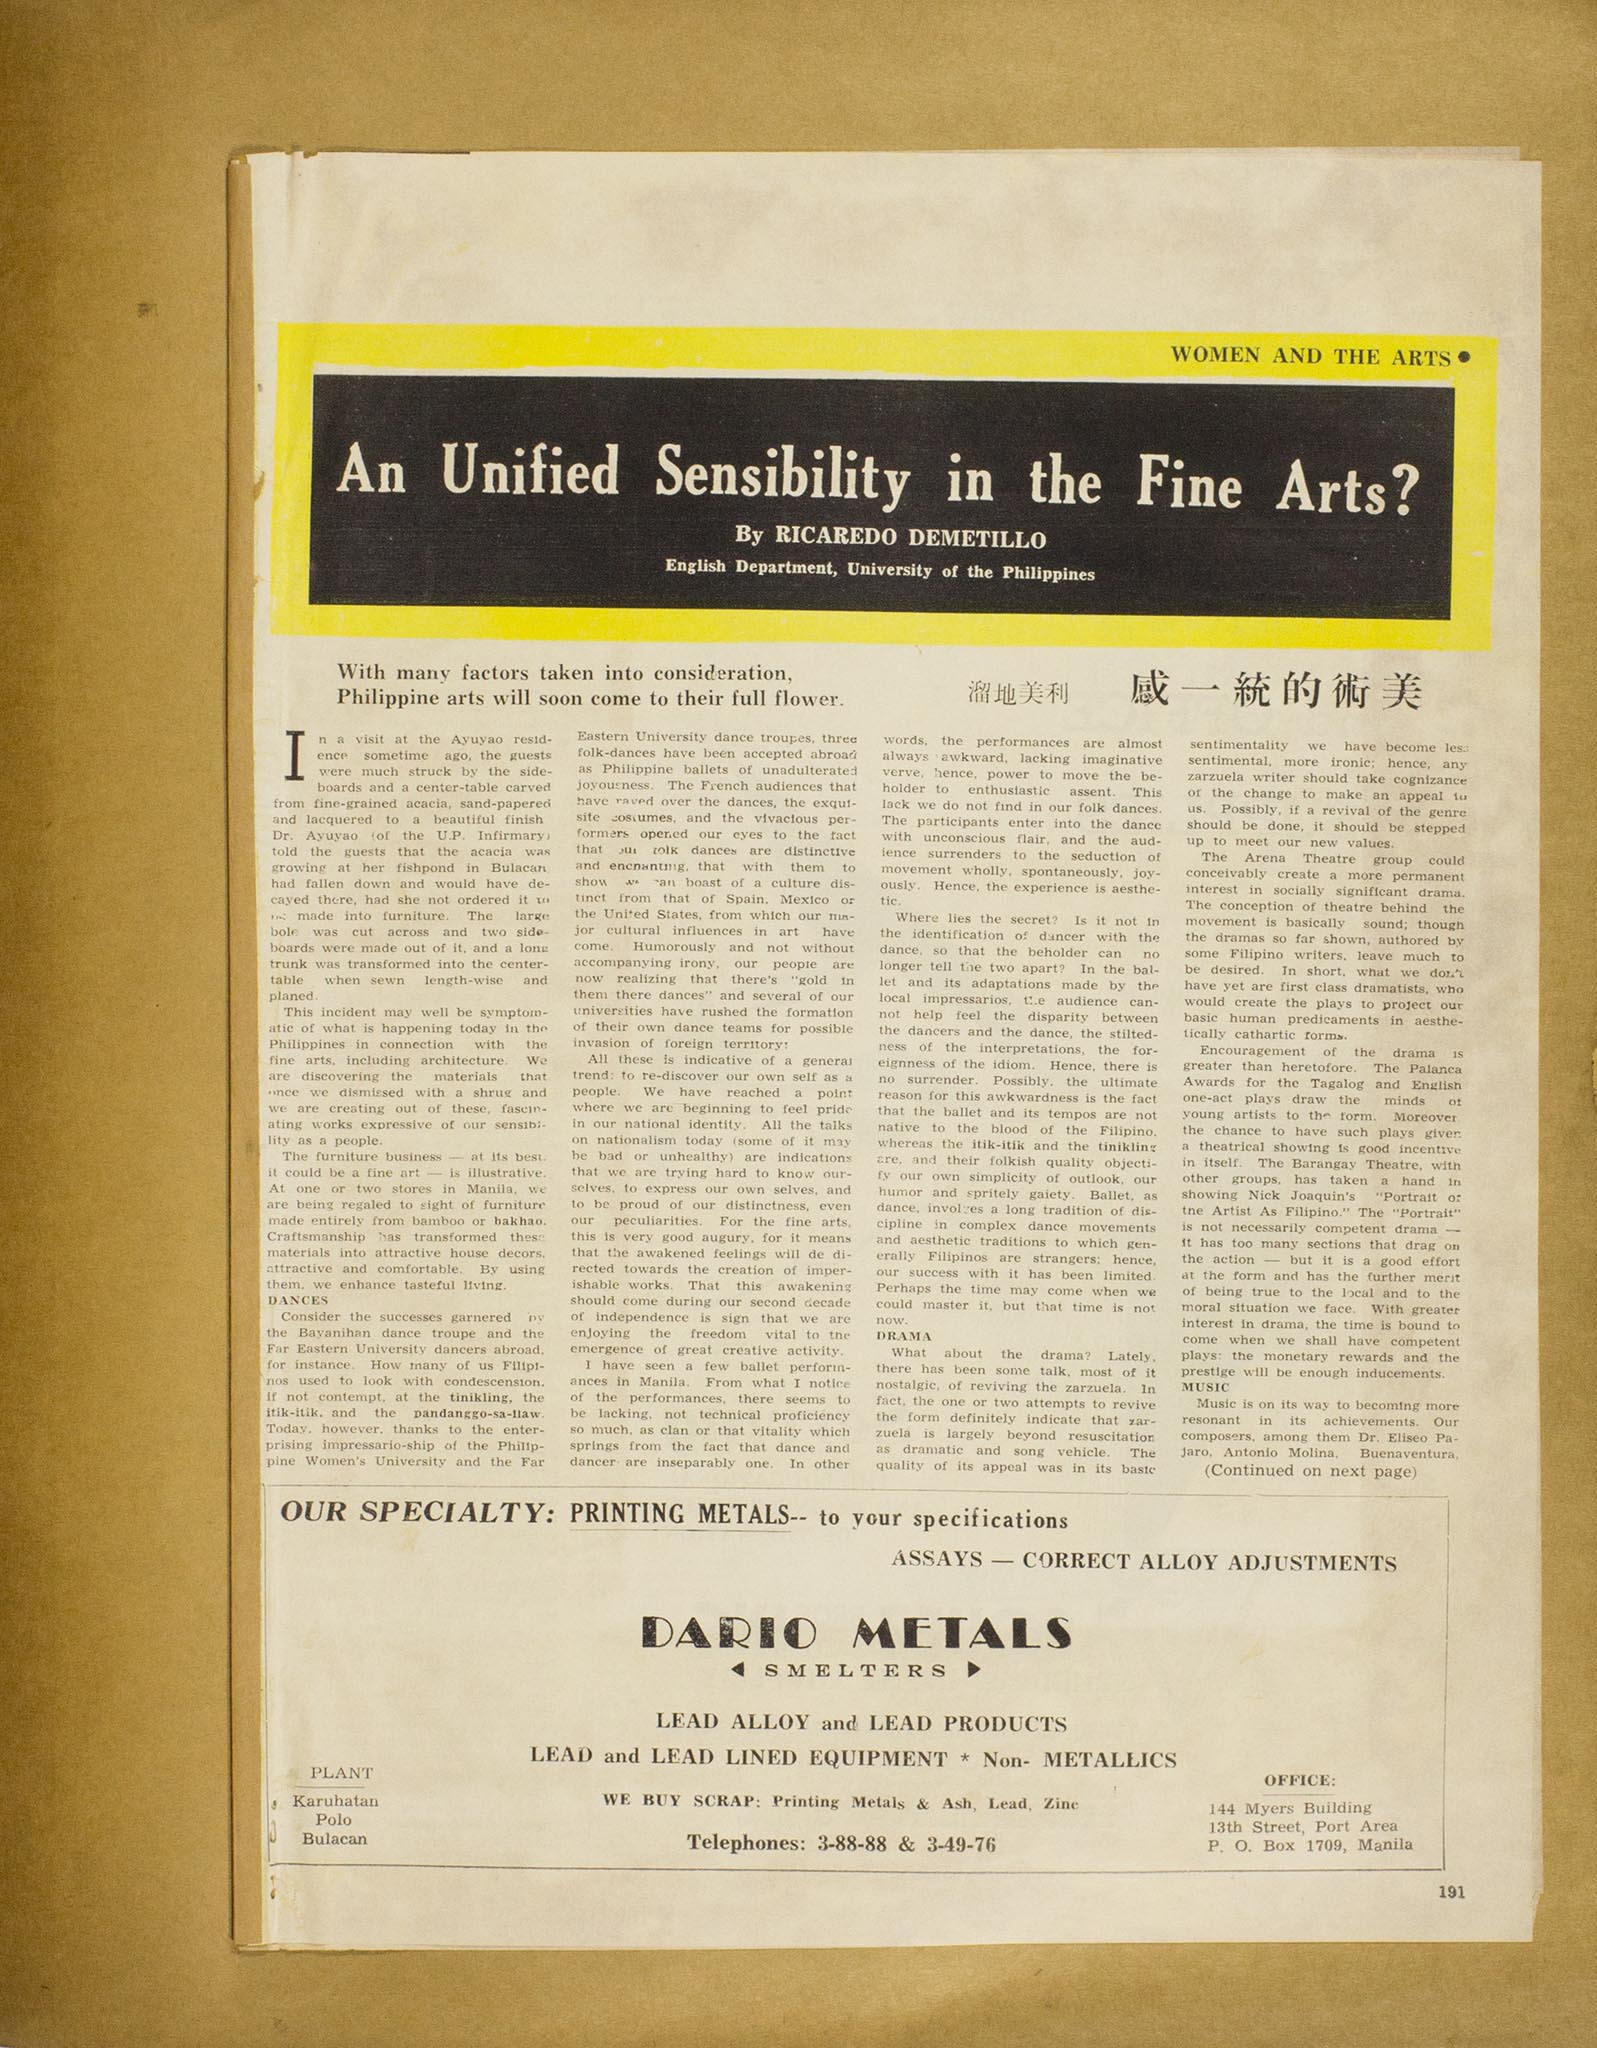 WOMEN AND THE ARTS●
An Unified Sensibility in the Fine Arts?
By RICAREDO DEMETILLO
English Department, University of the Philippines
With many factors taken into consideration,
Philippine arts will soon come to their full flower.
溜地美利
感一統的術美
In a visit at the Ayuyao resid-
ence sometime ago, the guests
were much struck by the side-
boards and a center-table carved
from fine-grained acacia, sand-papered
and lacquered to a beautiful finish
Dr. Ayuyao (of the U.P. Infirmary)
told the guests that the acacia was
growing at her fishpond in Bulacan
had fallen down and would have de-
cayed there, had she not ordered it to
be made into furniture. The large
bole was cut across and two side-
boards were made out of it, and a long
trunk was transformed into the center-
table when sewn length-wise and
planed.
This incident may well be symptom-
atic of what is happening today in the
Philippines in connection with the
fine arts, including architecture. We
are discovering the materials that
once we dismissed with a shrug and
we are creating out of these, fascin-
ating works expressive of our sensibi-
lity as a people.
The furniture business — at its best,
it could be a fine art — is illustrative.
At one or two stores in Manila, we
are being regaled to sight of furniture
made entirely from bamboo or bakhao.
Craftsmanship has transformed these
materials into attractive house decors,
attractive and comfortable. By using
them, we enhance tasteful living.
DANCES
Consider the successes garnered by
the Bayanihan dance troupe and the
Far Eastern University dancers abroad,
for instance. How many of us Filipi-
nos used to look with condescension,
if not contempt, at the tinikling, the
itik-itik, and the pandanggo-sa-ilaw.
Today, however, thanks to the enter-
prising impressario-ship of the Philip-
pine Women's University and the Far
Eastern University dance troupes, three
folk-dances have been accepted abroad
as Philippine ballets of unadulterated
joyousness. The French audiences that
have raved over the dances, the exqui-
site costumes, and the vivacious per-
formers opened our eyes to the fact
that our folk dances are distinctive
and enchanting, that with them to
show we can boast of a culture dis-
tinct from that of Spain, Mexico or
the United States, from which our ma-
jor cultural influences in art have
come. Humorously and not without
accompanying irony, our people are
now realizing that there's "gold in
them there dances" and several of our
universities have rushed the formation
of their own dance teams for possible
invasion of foreign territory!
All these is indicative of a general
trend: to re-discover our own self as a
people. We have reached a point
where we are beginning to feel pride
in our national identity. All the talks
on nationalism today (some of it may
be bad or unhealthy) are indications
that we are trying hard to know our-
selves, to express our own selves, and
to be proud of our distinctness, even
our peculiarities. For the fine arts,
this is very good augury, for it means
that the awakened feelings will de di-
rected towards the creation of imper-
ishable works. That this awakening
should come during our second decade
of independence is sign that we are
enjoying the freedom vital to the
emergence of great creative activity.
I have seen a few ballet perform-
ances in Manila. From what I notice
of the performances, there seems to
be lacking, not technical proficiency
so much, as clan or that vitality which
springs from the fact that dance and
dancer are inseparably one. In other
words, the performances are almost
always awkward, lacking imaginative
verve, hence, power to move the be-
holder to enthusiastic assent. This
lack we do not find in our folk dances.
The participants enter into the dance
with unconscious flair, and the aud-
ience surrenders to the seduction of
movement wholly, spontaneously, joy-
ously. Hence, the experience is aesthe-
tic.
Where lies the secret? Is it not in
the identification of dancer with the
dance, so that the beholder can no
longer tell the two apart? In the bal-
let and its adaptations made by the
local impressarios, the audience can-
not help feel the disparity between
the dancers and the dance, the stilted-
ness of the interpretations, the for-
eignness of the idiom. Hence, there is
no surrender. Possibly, the ultimate
reason for this awkwardness is the fact
that the ballet and its tempos are not
native to the blood of the Filipino,
whereas the itik-itik and the tinikling
are, and their folkish quality objecti-
fy our own simplicity of outlook, our
humor and spritely gaiety. Ballet, as
dance, involves a long tradition of dis-
cipline in complex dance movements
and aesthetic traditions to which gen-
erally Filipinos are strangers; hence,
our success with it has been limited.
Perhaps the time may come when we
could master it, but that time is not
now.
DRAMA
What about the drama? Lately,
there has been some talk, most of it
nostalgic, of reviving the zarzuela. In
fact, the one or two attempts to revive
the form definitely indicate that zar-
zuela is largely beyond resuscitation
as dramatic and song vehicle. The
quality of its appeal was in its basic
sentimentality we have become less
sentimental, more ironic; hence, any
zarzuela writer should take cognizance
of the change to make an appeal to
us. Possibly, if a revival of the genre
should be done, it should be stepped
up to meet our new values.
The Arena Theatre group could
conceivably create a more permanent
interest in socially significant drama.
The conception of theatre behind the
movement is basically sound; though
the dramas so far shown, authored by
some Filipino writers, leave much to
be desired. In short, what we don't
have yet are first class dramatists, who
would create the plays to project our
basic human predicaments in aesthe-
tically cathartic forms.
Encouragement of the drama is
greater than heretofore. The Palanca
Awards for the Tagalog and English
one-act plays draw the minds of
young artists to the form. Moreover
the chance to have such plays given
a theatrical showing is good incentive
in itself. The Barangay Theatre, with
other groups, has taken a hand in
showing Nick Joaquin's "Portrait of
the Artist As Filipino." The "Portrait"
is not necessarily competent drama —
it has too many sections that drag on
the action — but it is a good effort
at the form and has the further merit
of being true to the local and to the
moral situation we face. With greater
interest in drama, the time is bound to
come when we shall have competent
plays: the monetary rewards and the
prestige will be enough inducements.
MUSIC
Music is on its way to becoming more
resonant in its achievements. Our
composers, among them Dr. Eliseo Pa-
jaro, Antonio Molina, Buenaventura,
(Continued on next page)
OUR SPECIALTY: PRINTING METALS-- to your specifications
ASSAYS — CORRECT ALLOY ADJUSTMENTS
DARIO METALS
◀ SMELTERS ▶
LEAD ALLOY and LEAD PRODUCTS
LEAD and LEAD LINED EQUIPMENT * Non- METALLICS
WE BUY SCRAP: Printing Metals & Ash, Lead, Zinc
Telephones: 3-88-88 & 3-49-76
PLANT
Karuhatan
Polo
Bulacan
OFFICE:
144 Myers Building
13th Street, Port Area
P. O. Box 1709, Manila
191